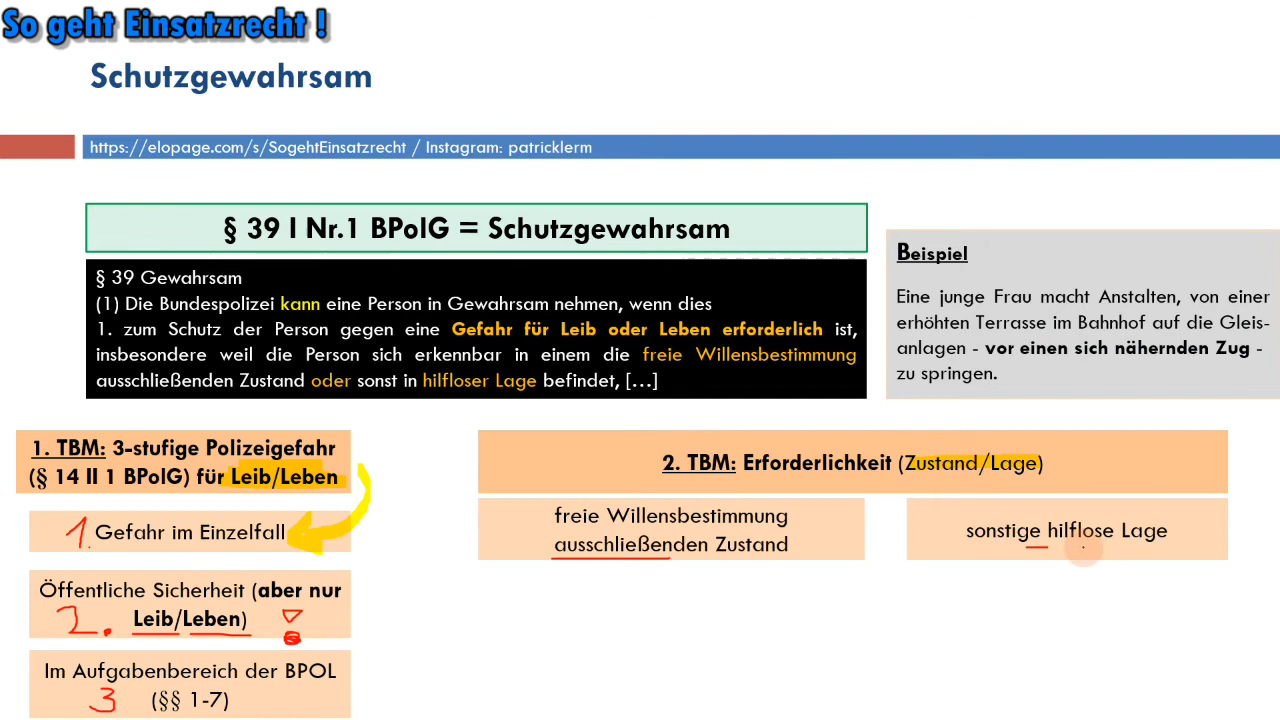 So geht Einsatzrecht !
Schutzgewahrsam
https://elopage.com/s/SogehtEinsatzrecht / Instagram: patricklerm
§ 39 I Nr.1 BPolG = Schutzgewahrsam
§ 39 Gewahrsam
(1) Die Bundespolizei kann eine Person in Gewahrsam nehmen, wenn dies
1. zum Schutz der Person gegen eine Gefahr für Leib oder Leben erforderlich ist,
insbesondere weil die Person sich erkennbar in einem die freie Willensbestimmung
ausschließenden Zustand oder sonst in hilfloser Lage befindet, […]
Beispiel
Eine junge Frau macht Anstalten, von einer
erhöhten Terrasse im Bahnhof auf die Gleis-
anlagen - vor einen sich nähernden Zug -
zu springen.
1. TBM: 3-stufige Polizeigefahr
(§ 14 II 1 BPolG) für Leib/Leben
1. Gefahr im Einzelfall
Öffentliche Sicherheit (aber nur
2. Leib/Leben) !
Im Aufgabenbereich der BPOL
3 (§§ 1-7)
2. TBM: Erforderlichkeit (Zustand/Lage)
freie Willensbestimmung
ausschließenden Zustand
sonstige hilflose Lage